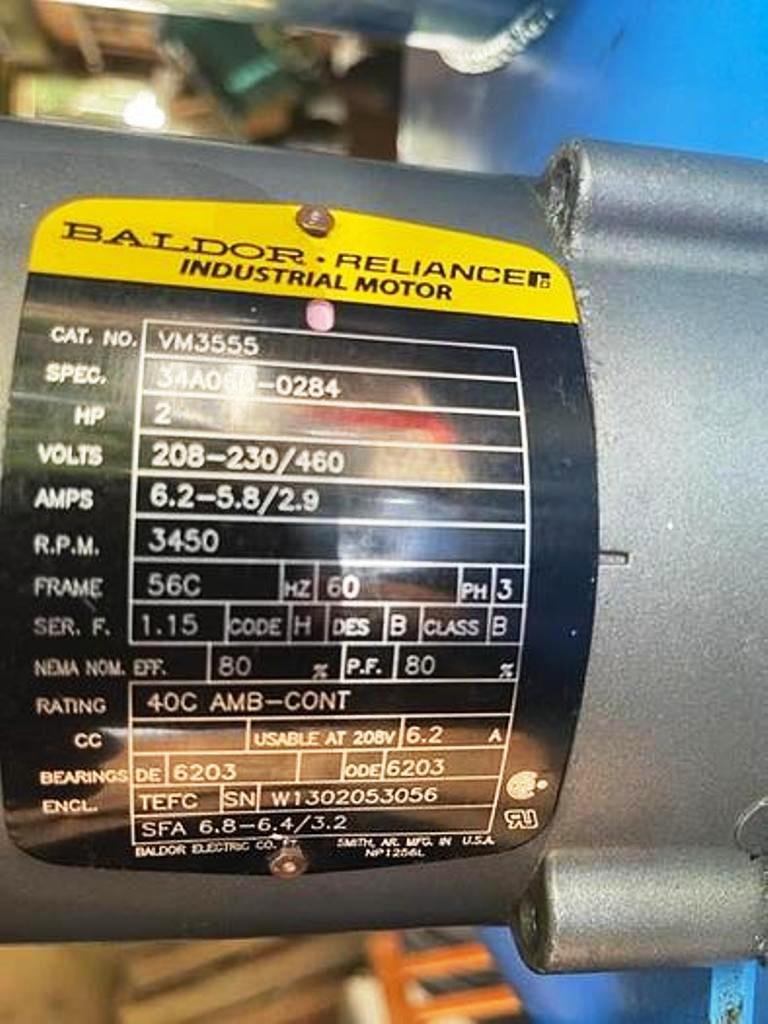 BALDOR · RELIANCE
INDUSTRIAL MOTOR
CAT. NO. VM3555
SPEC. -0284
HP 2
VOLTS 208-230/460
AMPS 6.2-5.8/2.9
R.P.M. 3450
FRAME 56C HZ 60 PH 3
SER. F. 1.15 CODE H DES B CLASS B
NEMA NOM. EFF. 80 % P.F. 80 %
RATING 40C AMB-CONT
CC USABLE AT 208V 6.2 A
BEARINGS DE 6203 ODE 6203
ENCL. TEFC SN W1302053056
SFA 6.8-6.4/3.2
BALDOR ELECTRIC CO. SMITH, AR. MFG. IN U.S.A.
NP1256L